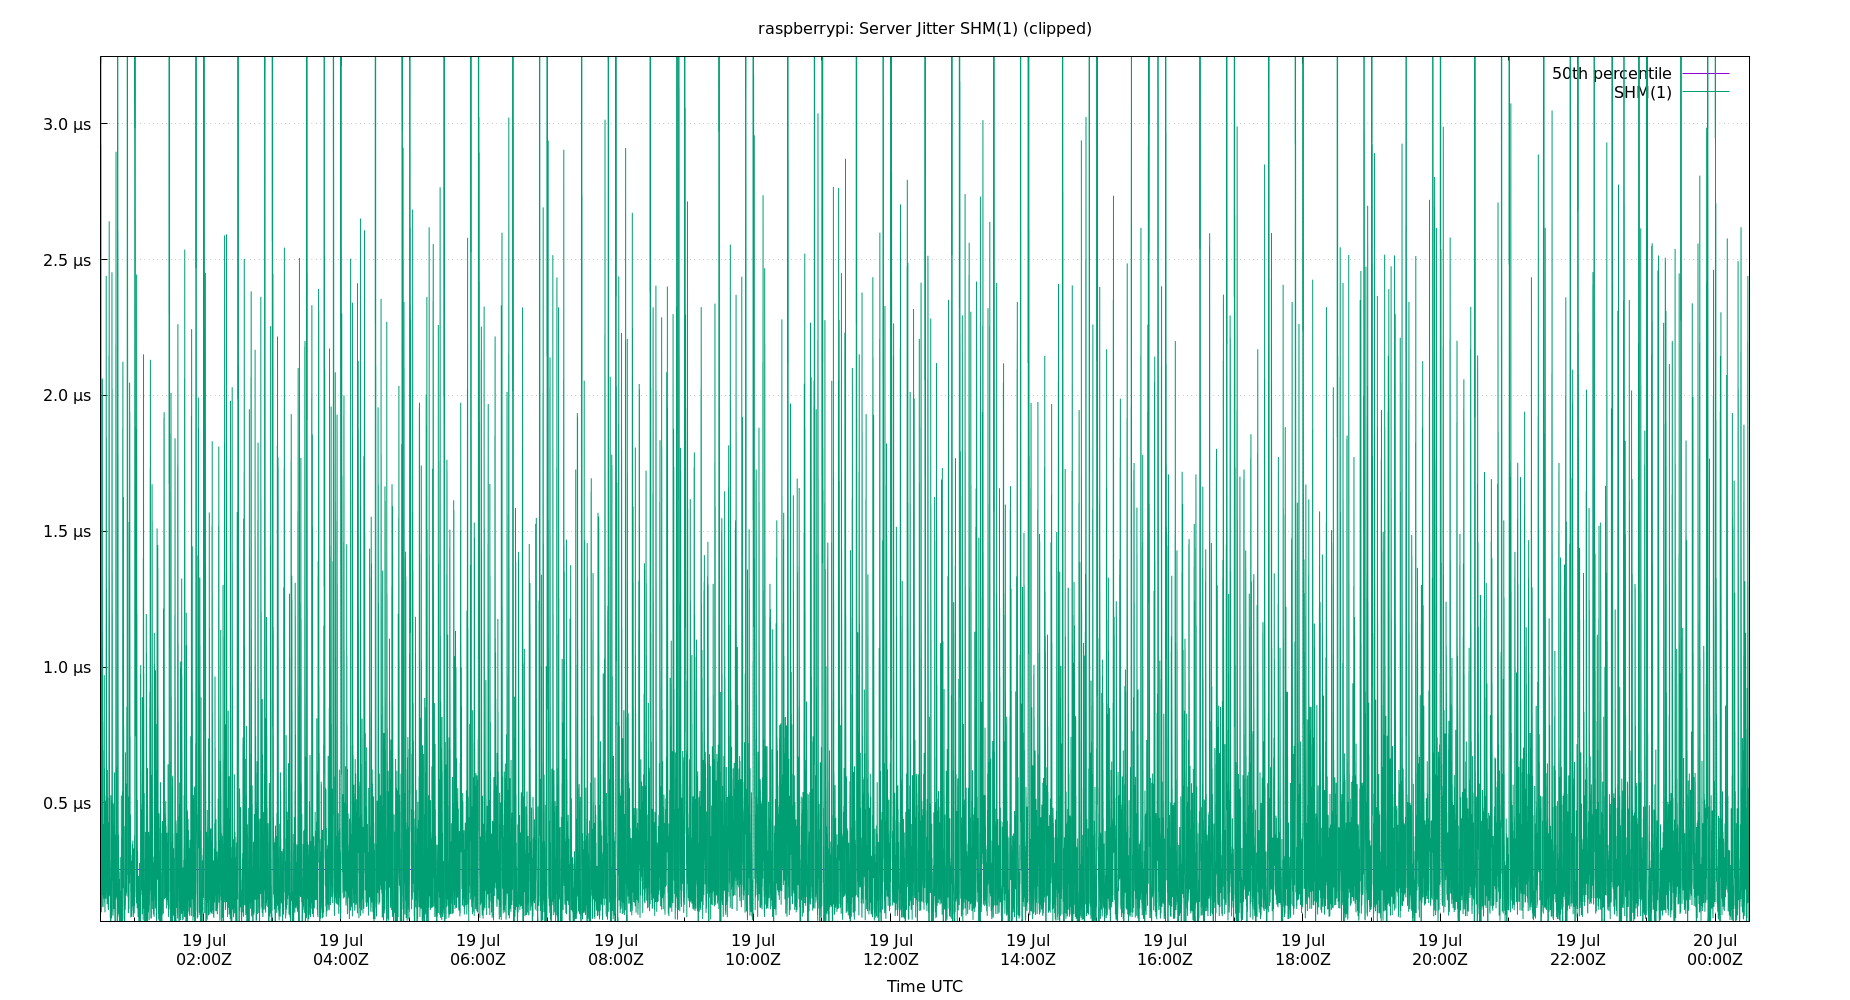 raspberrypi: Server Jitter SHM(1) (clipped)
50th percentile
SHM(1)
3.0 µs
2.5 µs
2.0 µs
1.5 µs
1.0 µs
0.5 µs
19 Jul 19 Jul 19 Jul 19 Jul 19 Jul 19 Jul 19 Jul 19 Jul 19 Jul 19 Jul 19 Jul 20 Jul
02:00Z 04:00Z 06:00Z 08:00Z 10:00Z 12:00Z 14:00Z 16:00Z 18:00Z 20:00Z 22:00Z 00:00Z
Time UTC